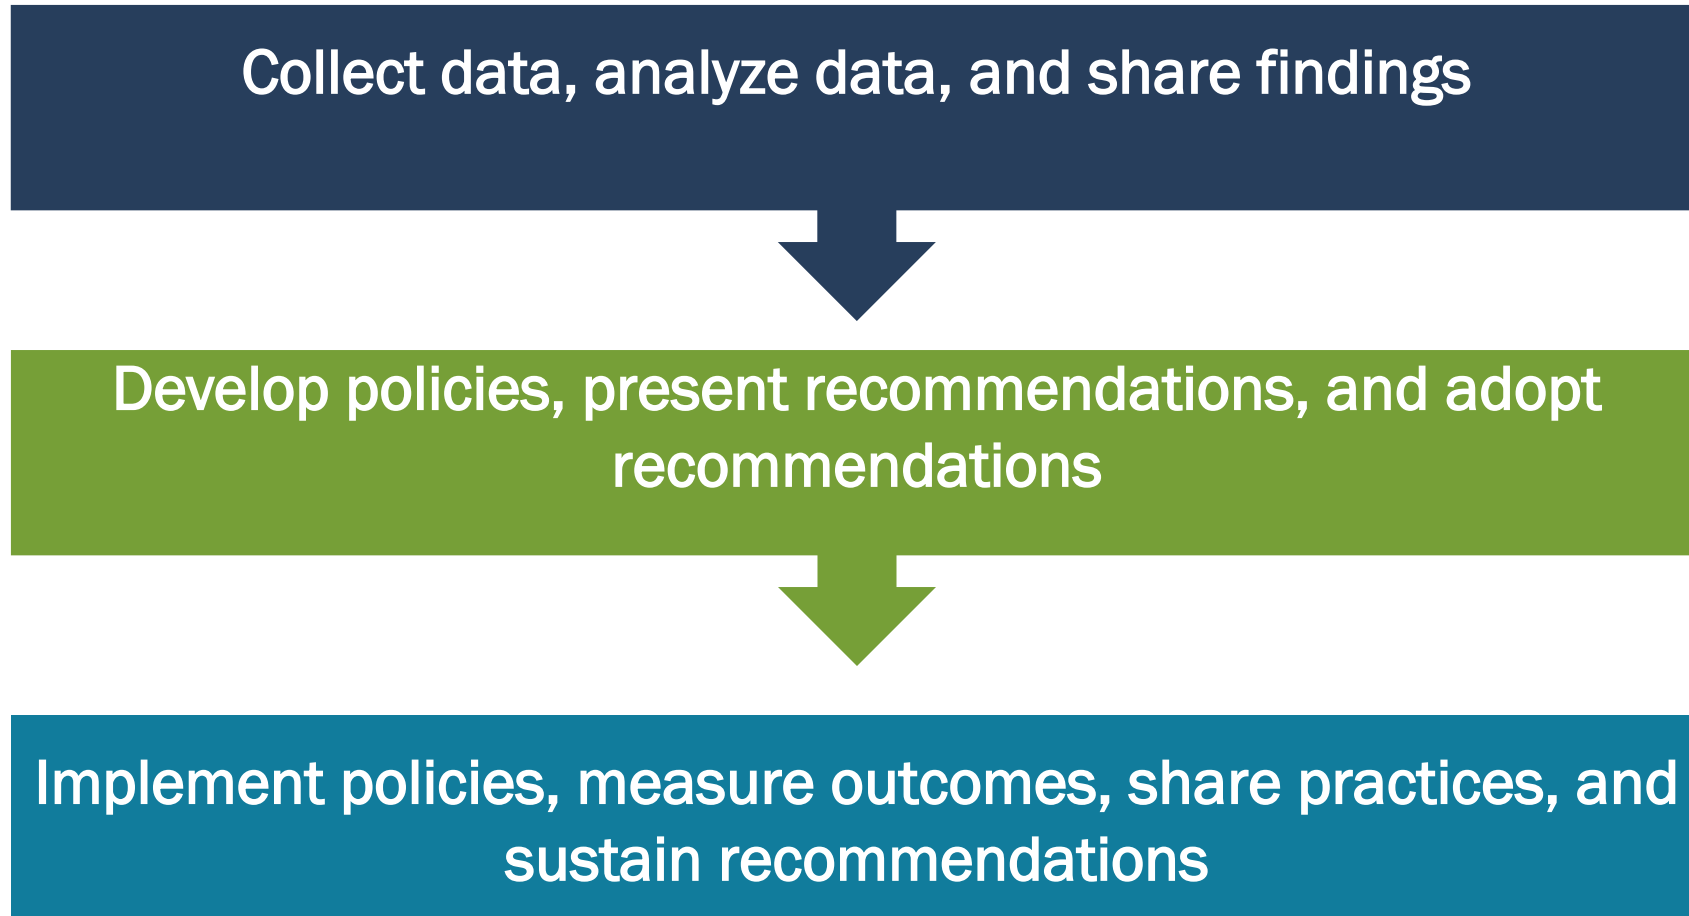 Collect data, analyze data, and share findings
Develop policies, present recommendations, and adopt
recommendations
Implement policies, measure outcomes, share practices, and
sustain recommendations